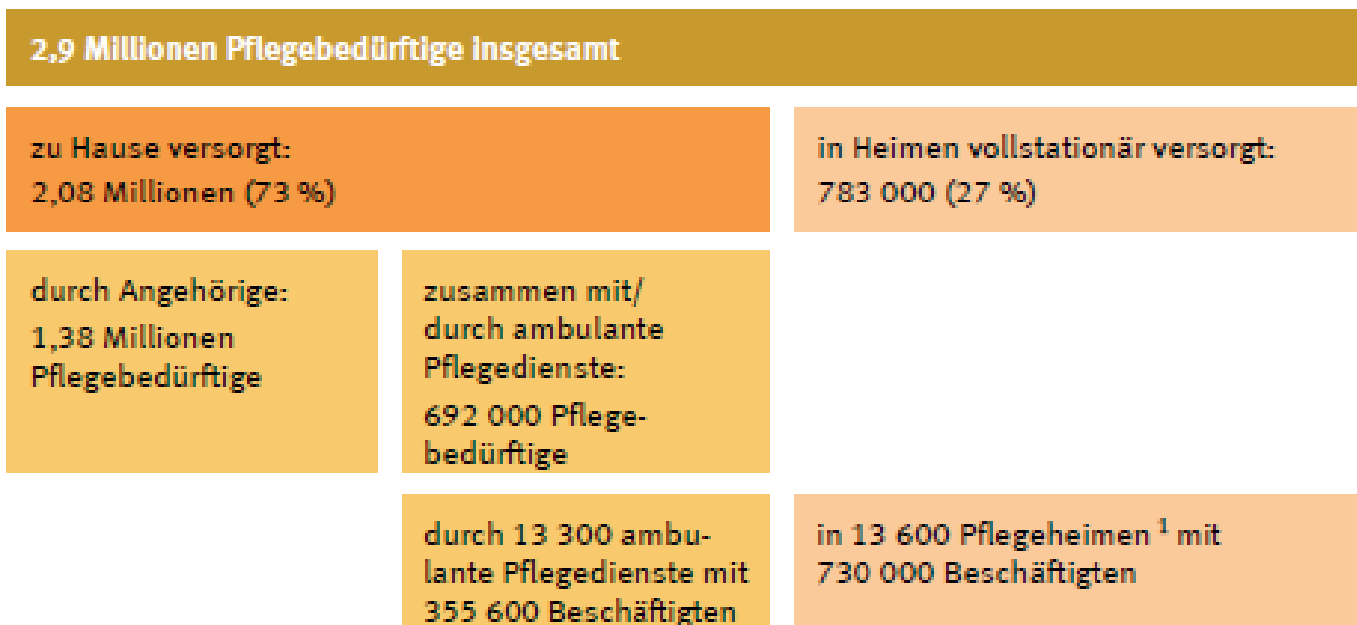 2,9 Millionen Pflegebedürftige insgesamt
zu Hause versorgt:
2,08 Millionen (73 %)
in Heimen vollstationär versorgt:
783 000 (27 %)
durch Angehörige:
1,38 Millionen
Pflegebedürftige
zusammen mit/
durch ambulante
Pflegedienste:
692 000 Pflege-
bedürftige
durch 13 300 ambu-
lante Pflegedienste mit
355 600 Beschäftigten
in 13 600 Pflegeheimen ¹ mit
730 000 Beschäftigten